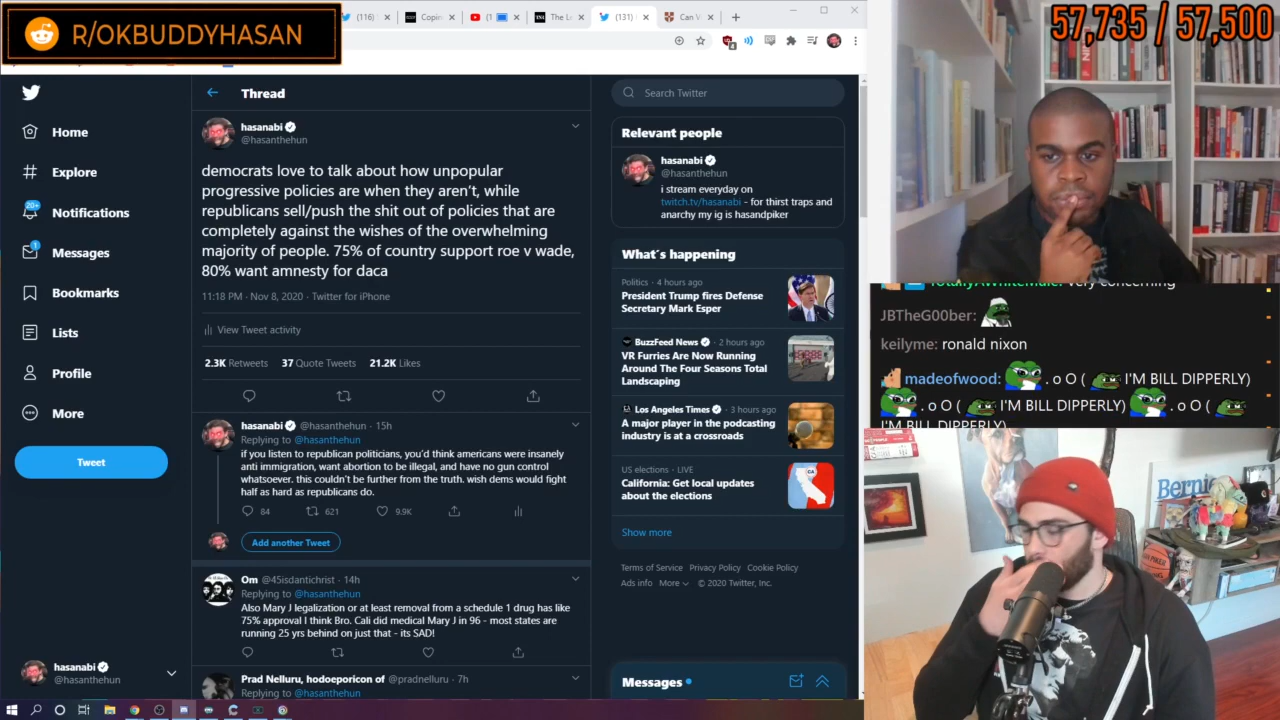 R/OKBUDDYHASAN
(116)
Copin
(1
The Lo
(131)
Can V
57,735 / 57,500
Thread
Search Twitter
Home
Explore
20+
Notifications
1
Messages
Bookmarks
Lists
Profile
More
Tweet
hasanabi
@hasanthehun
hasanabi
@hasanthehun
democrats love to talk about how unpopular
progressive policies are when they aren't, while
republicans sell/push the shit out of policies that are
completely against the wishes of the overwhelming
majority of people. 75% of country support roe v wade,
80% want amnesty for daca
11:18 PM · Nov 8, 2020 · Twitter for iPhone
View Tweet activity
2.3K Retweets 37 Quote Tweets 21.2K Likes
hasanabi @hasanthehun · 15h
Replying to @hasanthehun
if you listen to republican politicians, you'd think americans were insanely
anti immigration, want abortion to be illegal, and have no gun control
whatsoever. this couldn't be further from the truth. wish dems would fight
half as hard as republicans do.
84 621 9.9K
Add another Tweet
Om @45isdantichrist · 14h
Replying to @hasanthehun
Also Mary J legalization or at least removal from a schedule 1 drug has like
75% approval I think Bro. Cali did medical Mary J in 96 - most states are
running 25 yrs behind on just that - its SAD!
Prad Nelluru, hodoeporicon of @pradnelluru · 7h
Replying to @hasanthehun
Relevant people
hasanabi
@hasanthehun
i stream everyday on
twitch.tv/hasanabi - for thirst traps and
anarchy my ig is hasandpiker
What's happening
Politics · 4 hours ago
President Trump fires Defense
Secretary Mark Esper
BuzzFeed News · 2 hours ago
VR Furries Are Now Running
Around The Four Seasons Total
Landscaping
Los Angeles Times · 3 hours ago
A major player in the podcasting
industry is at a crossroads
US elections · LIVE
California: Get local updates
about the elections
Show more
Terms of Service Privacy Policy Cookie Policy
Ads info More © 2020 Twitter, Inc.
Messages
TotallyAWhiteMale: very concerning
JBTheG00ber:
keilyme: ronald nixon
madeofwood: . o O ( I'M BILL DIPPERLY)
. o O ( I'M BILL DIPPERLY) . o O (
I'M BILL DIPPERLY)
Bernie